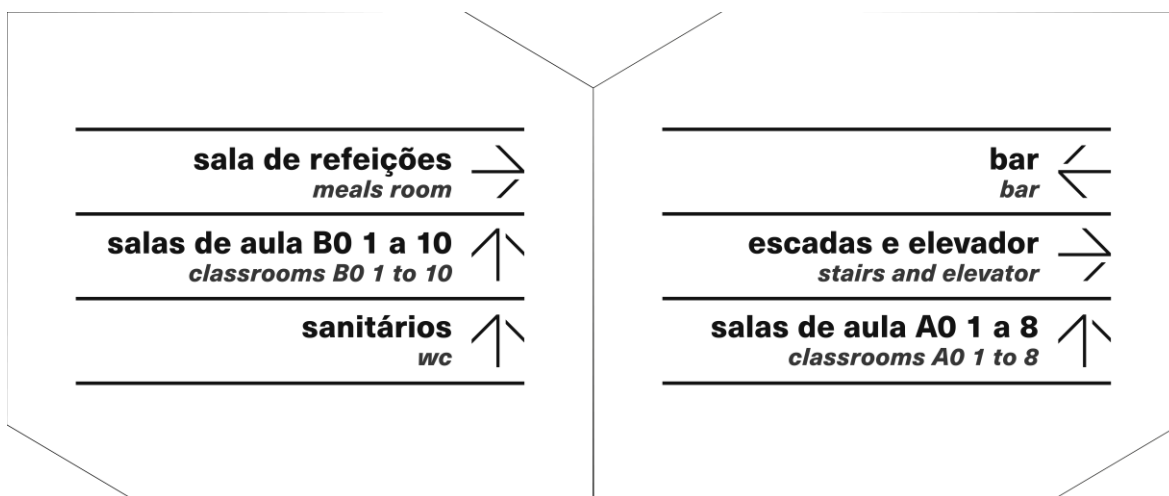 sala de refeições
meals room
salas de aula B0 1 a 10
classrooms B0 1 to 10
sanitários
wc
bar
bar
escadas e elevador
stairs and elevator
salas de aula A0 1 a 8
classrooms A0 1 to 8